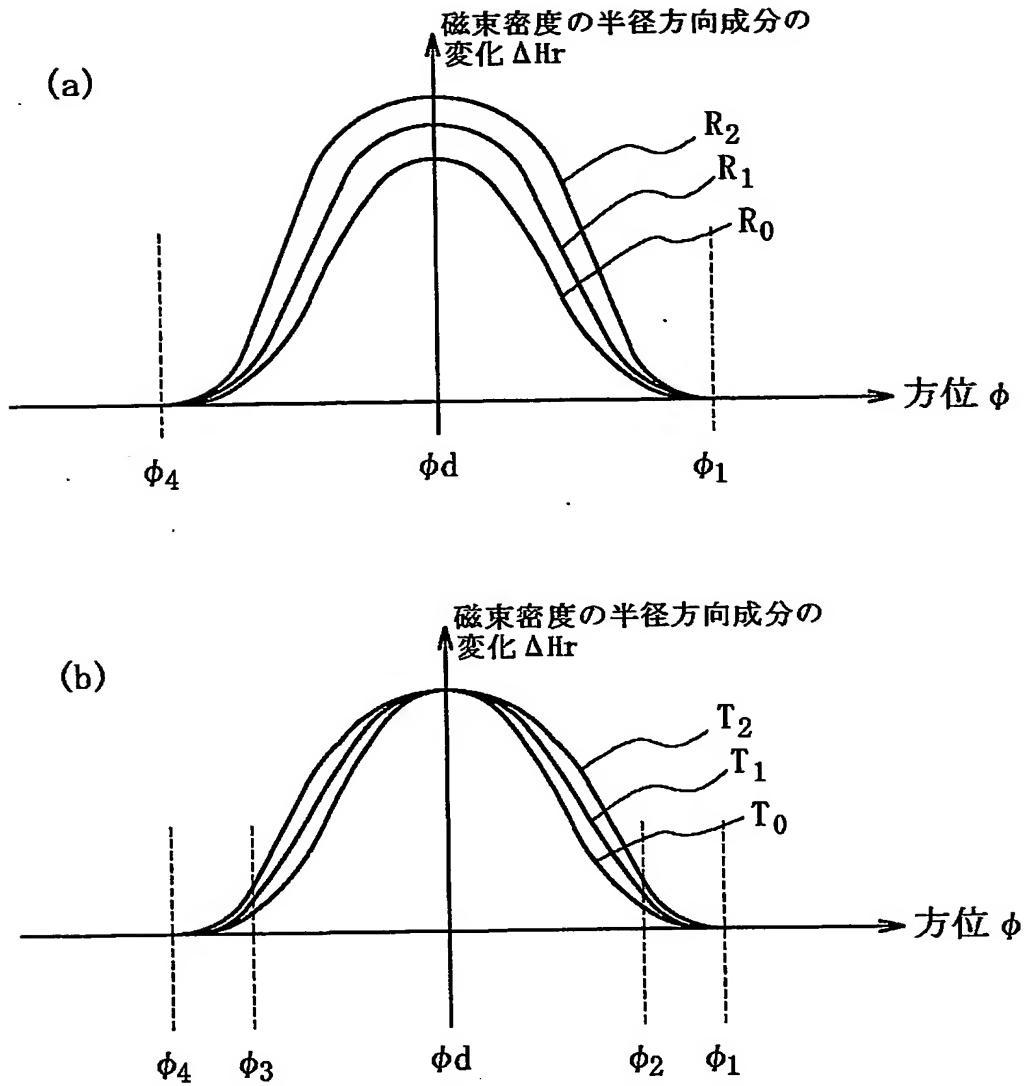 (a)
磁束密度の半径方向成分の
変化 ΔHr
R2
R1
R0
方位 φ
φ4
φd
φ1
(b)
磁束密度の半径方向成分の
変化 ΔHr
T2
T1
T0
方位 φ
φ4
φ3
φd
φ2
φ1